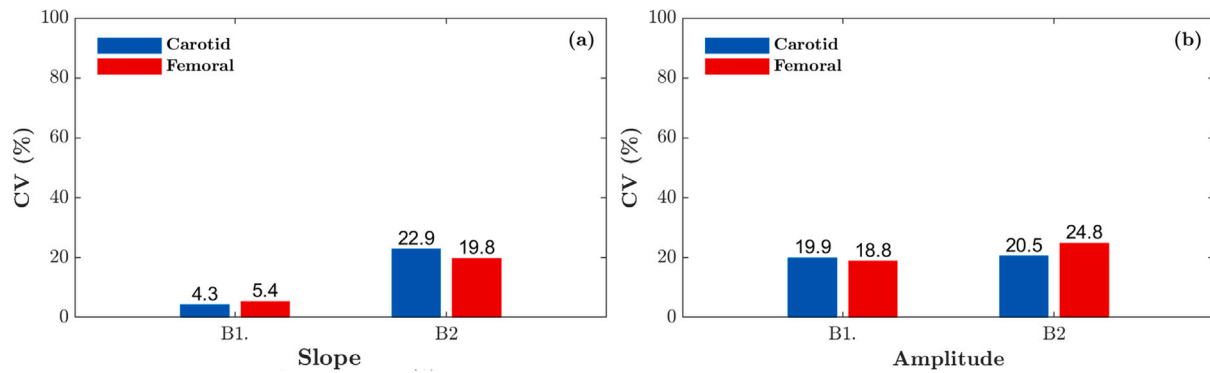 100
80
60
40
20
0
CV (%)
Carotid
Femoral
(a)
4.3
5.4
22.9
19.8
B1.
B2
Slope
100
80
60
40
20
0
CV (%)
Carotid
Femoral
(b)
19.9
18.8
20.5
24.8
B1.
B2
Amplitude